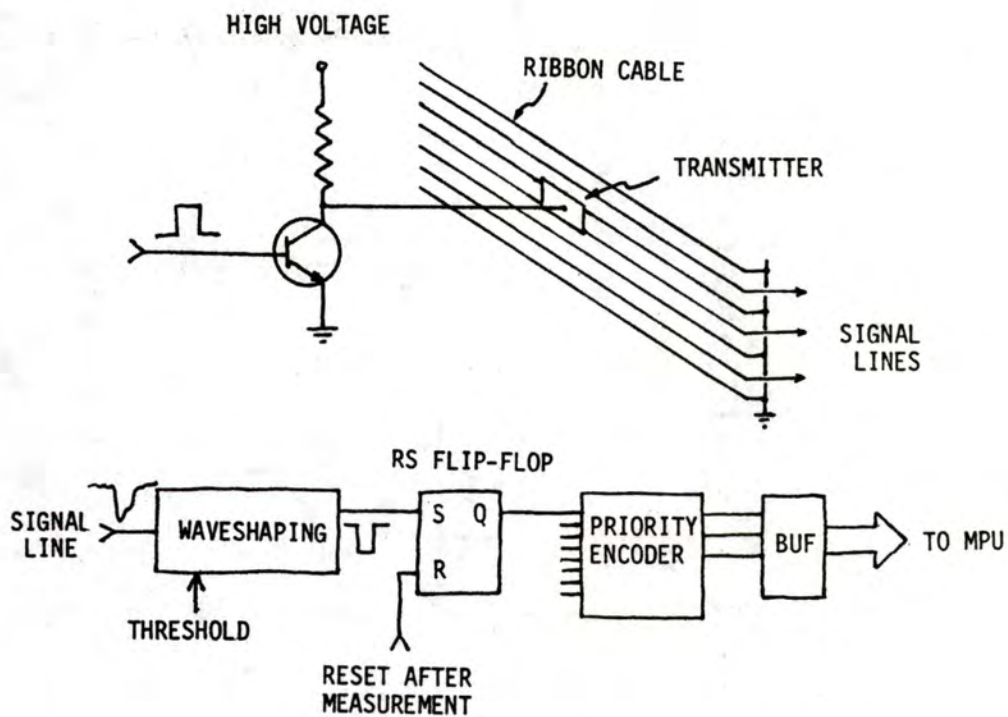 HIGH VOLTAGE
RIBBON CABLE
TRANSMITTER
SIGNAL
LINES
RS FLIP-FLOP
SIGNAL
LINE
WAVESHAPING
S Q
R
PRIORITY
ENCODER
BUF
TO MPU
THRESHOLD
RESET AFTER
MEASUREMENT